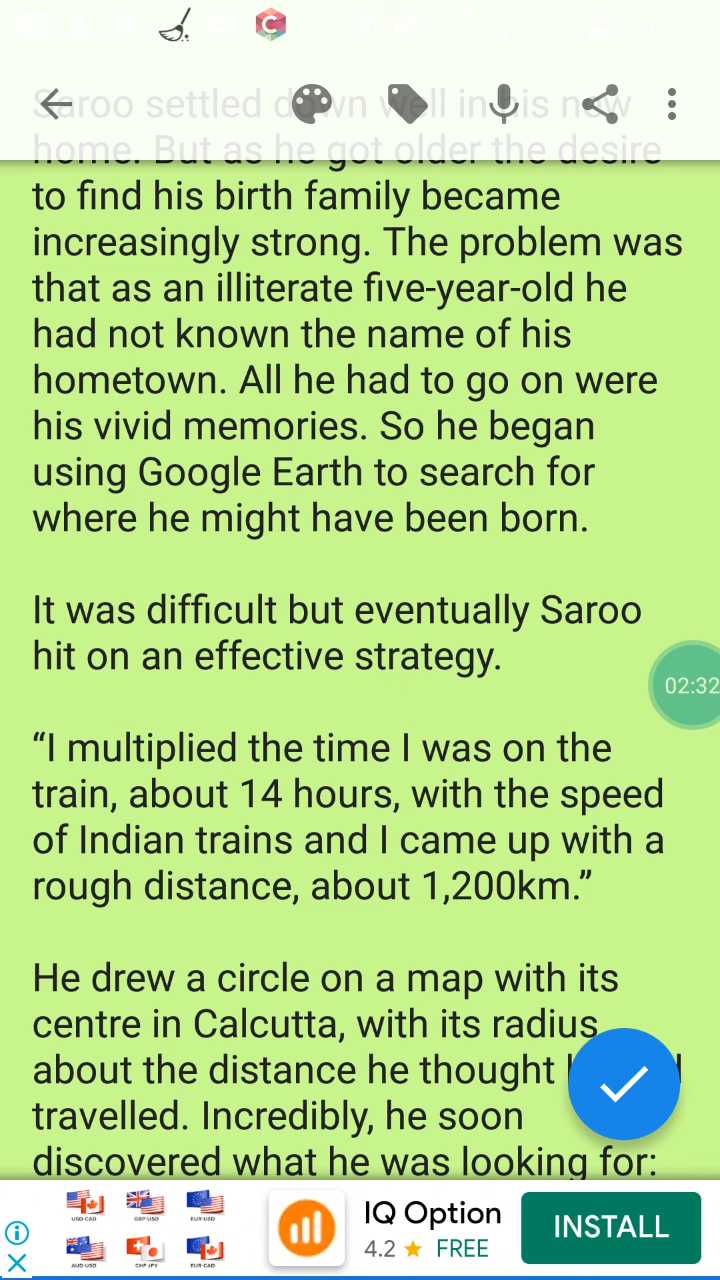 Saroo settled down well in his new
home. But as he got older the desire
to find his birth family became
increasingly strong. The problem was
that as an illiterate five-year-old he
had not known the name of his
hometown. All he had to go on were
his vivid memories. So he began
using Google Earth to search for
where he might have been born.
It was difficult but eventually Saroo
hit on an effective strategy.
02:32
“I multiplied the time I was on the
train, about 14 hours, with the speed
of Indian trains and I came up with a
rough distance, about 1,200km.”
He drew a circle on a map with its
centre in Calcutta, with its radius
about the distance he thought
travelled. Incredibly, he soon
discovered what he was looking for:
USD-CAD GBP-USD EUR-USD
AUD-USD CHF-JPY EUR-CAD
IQ Option
4.2 FREE
INSTALL